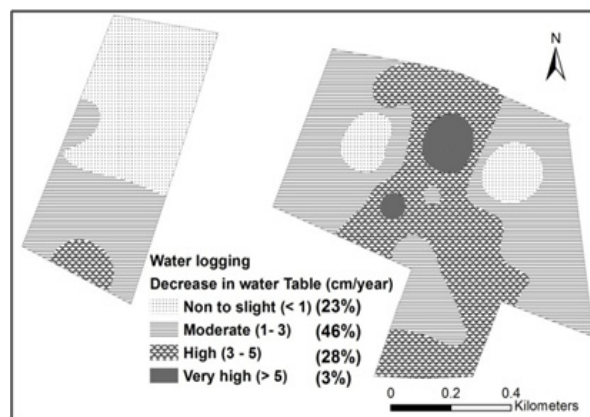 N
Water logging
Decrease in water Table (cm/year)
Non to slight (< 1) (23%)
Moderate (1- 3) (46%)
High (3 - 5) (28%)
Very high (> 5) (3%)
0 0.2 0.4
Kilometers